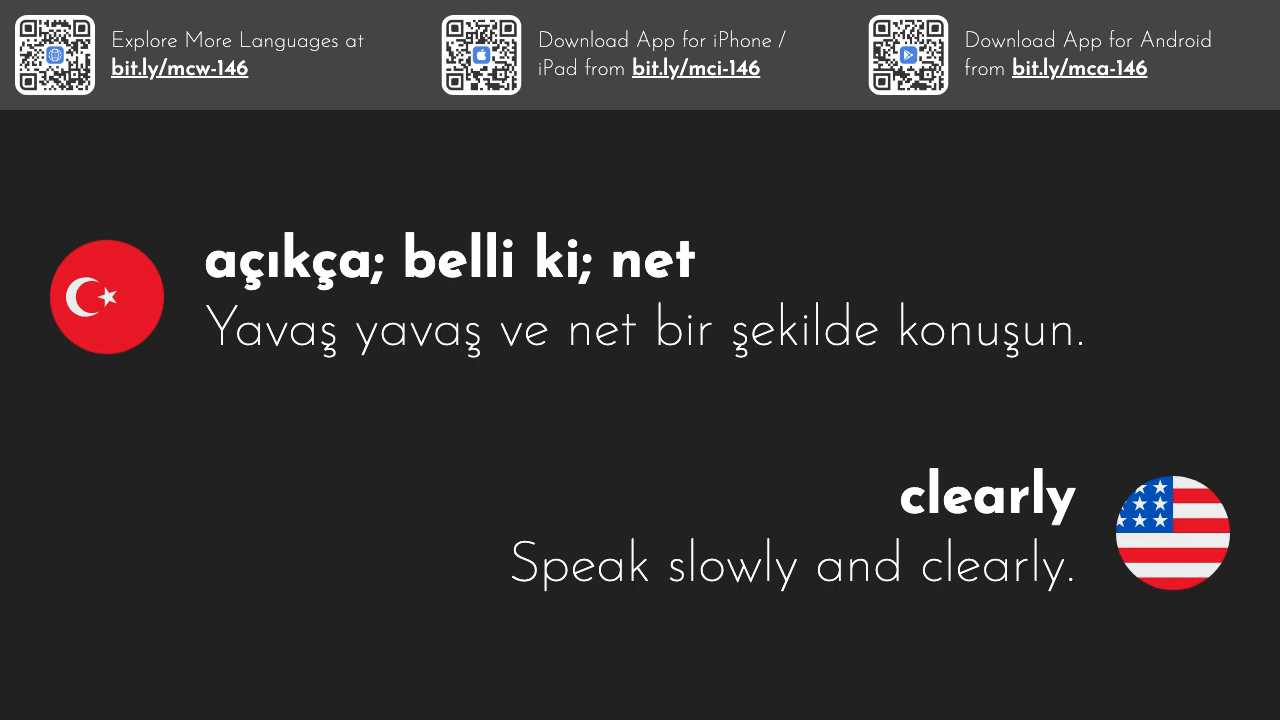 Explore More Languages at
bit.ly/mcw-146
Download App for iPhone /
iPad from bit.ly/mci-146
Download App for Android
from bit.ly/mca-146
açıkça; belli ki; net
Yavaş yavaş ve net bir şekilde konuşun.
clearly
Speak slowly and clearly.